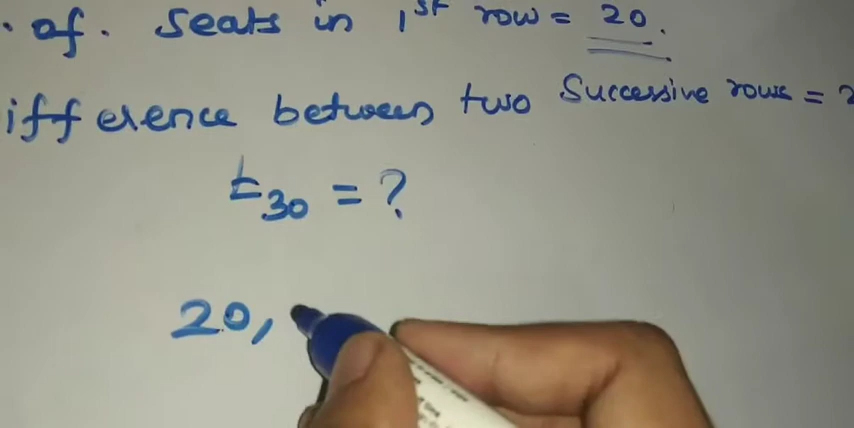 . of. Seats in 1st row = 20.
ifference between two Successive rows =
t30 = ?
20,